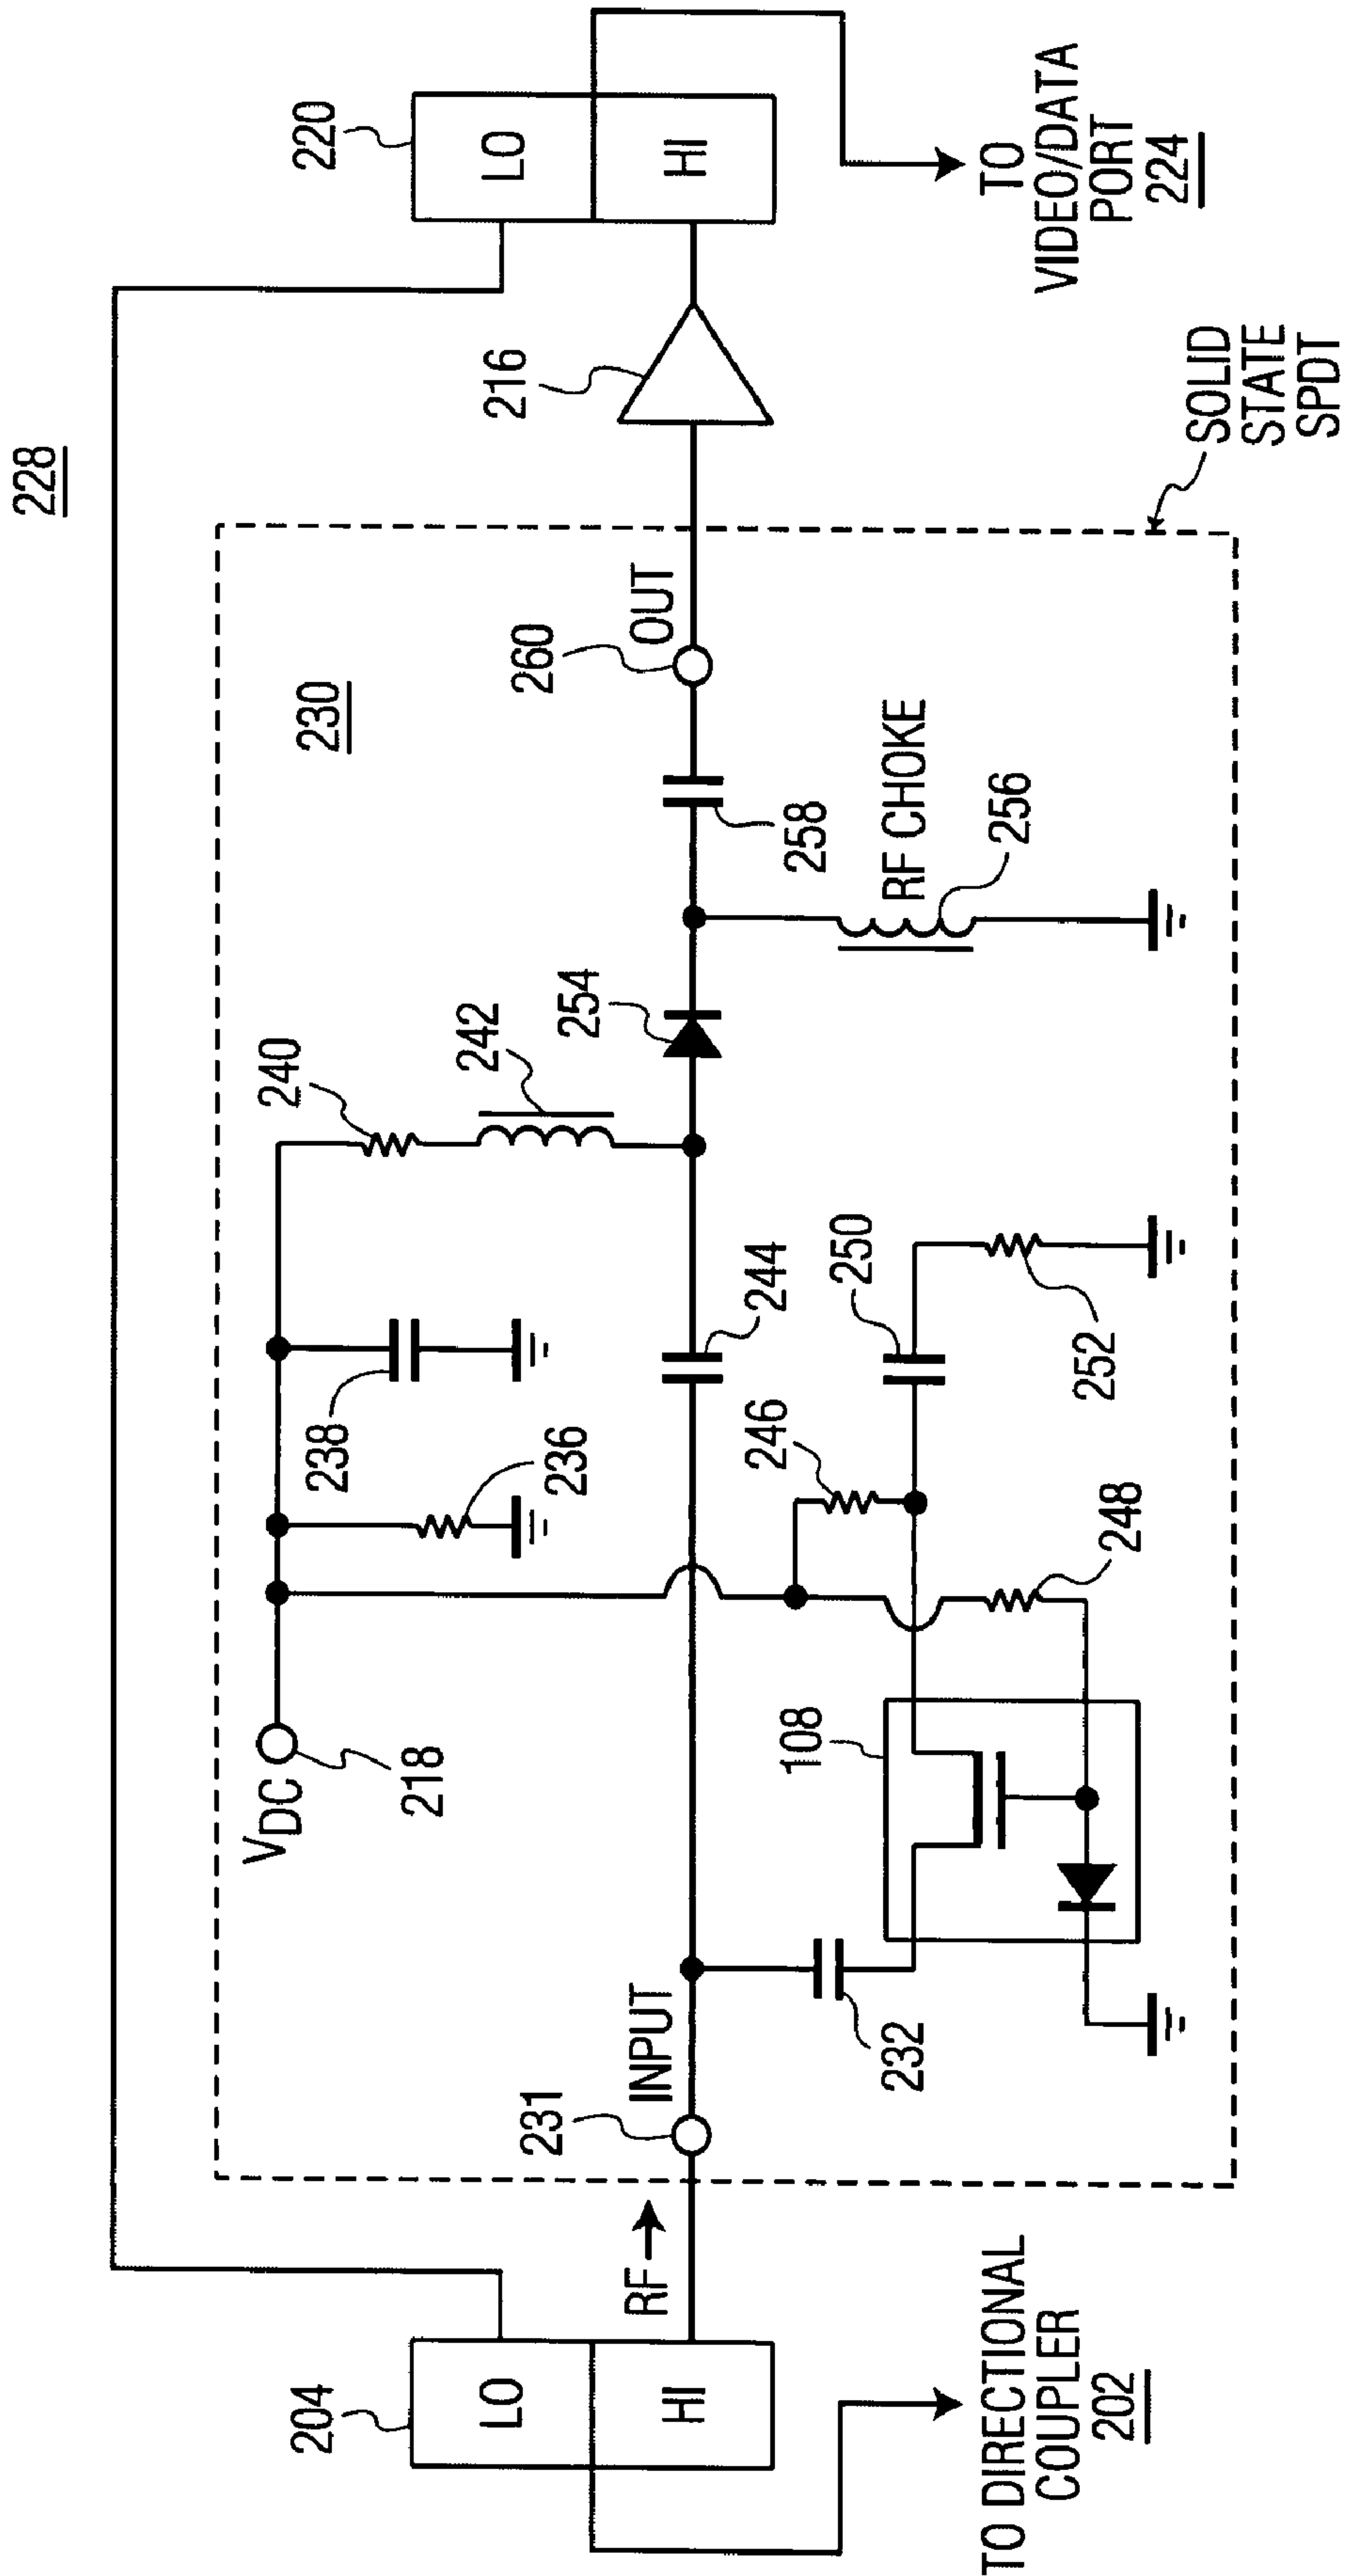 228
220
LO
HI
TO
VIDEO/DATA
PORT
224
216
SOLID
STATE
SPDT
230
260
OUT
258
RF CHOKE
256
254
242
240
244
250
252
238
236
246
248
VDC
218
108
232
INPUT
231
RF
204
LO
HI
TO DIRECTIONAL
COUPLER
202